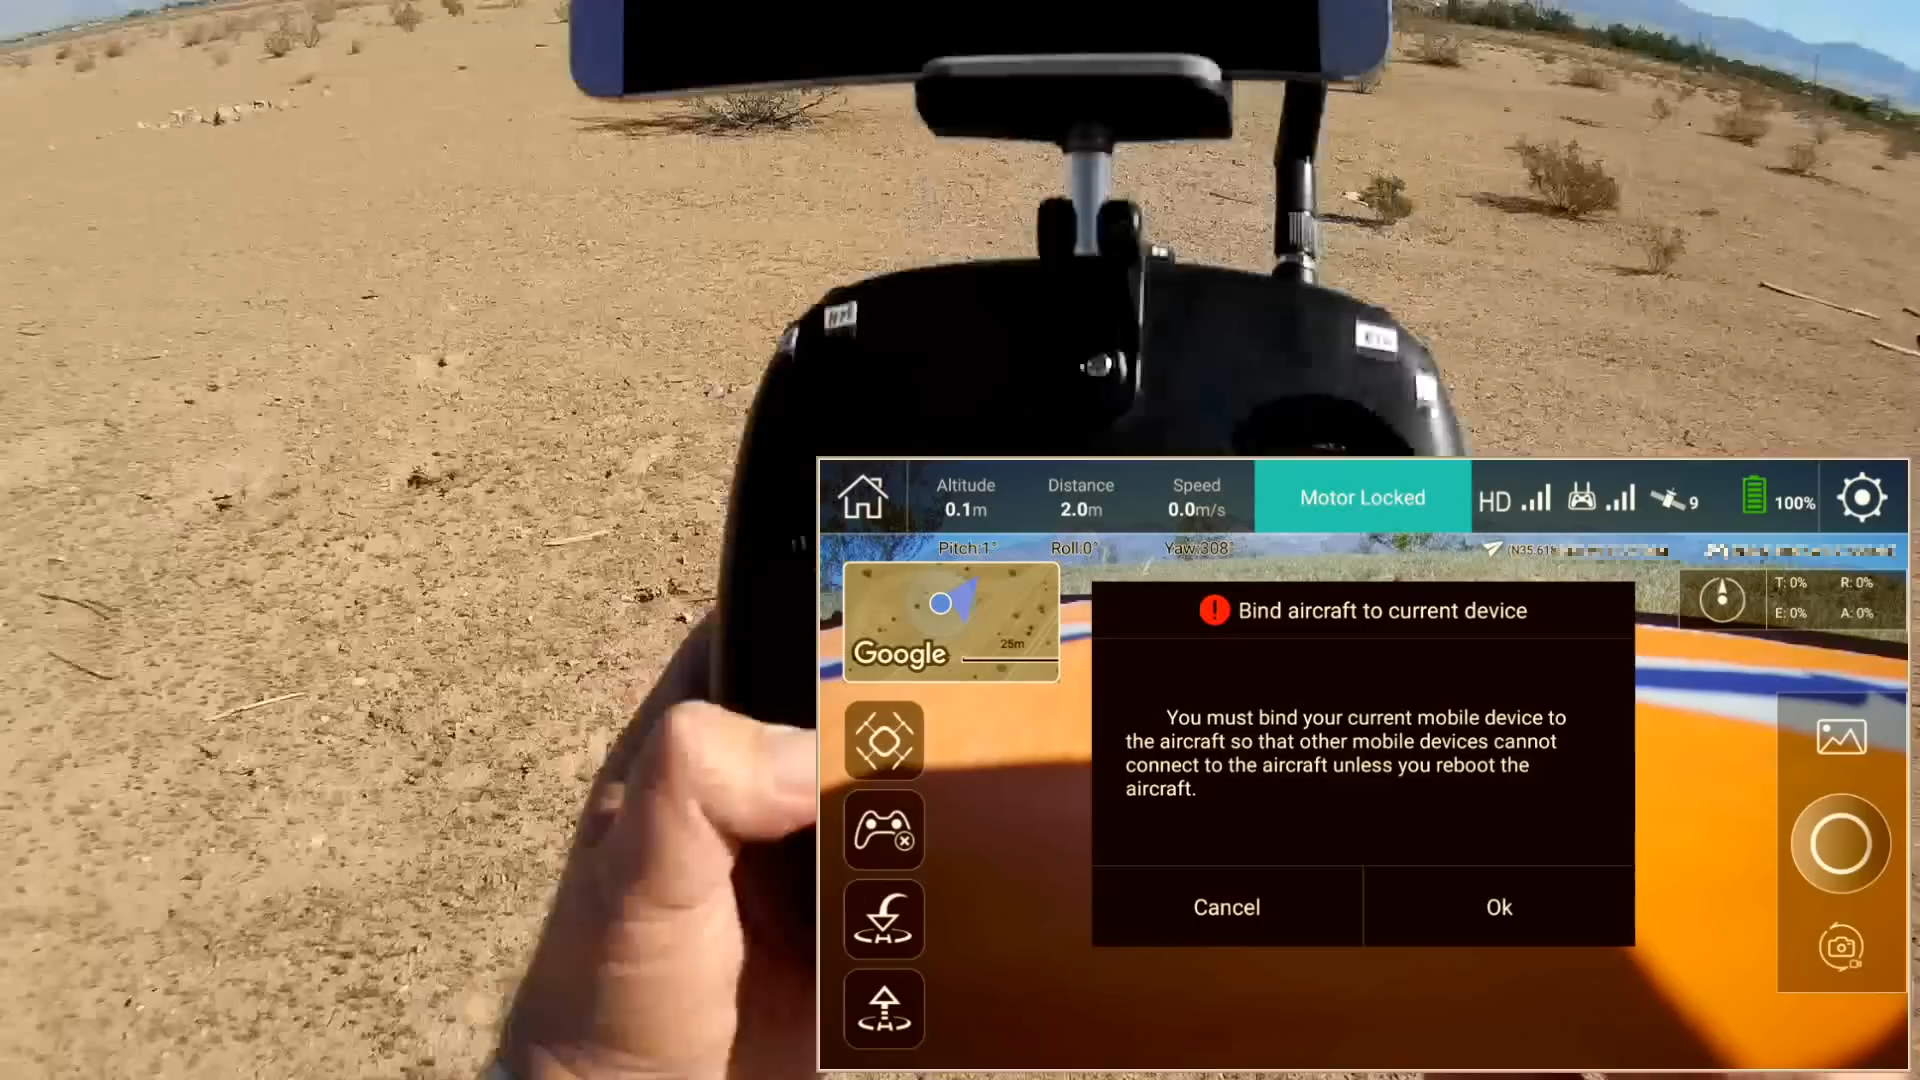 Altitude
0.1m
Distance
2.0m
Speed
0.0m/s
Motor Locked
HD
9
100%
Pitch:1°
Roll:0°
Yaw:308°
(N35.618
T: 0%
R: 0%
E: 0%
A: 0%
25m
Google
Bind aircraft to current device
You must bind your current mobile device to
the aircraft so that other mobile devices cannot
connect to the aircraft unless you reboot the
aircraft.
Cancel
Ok